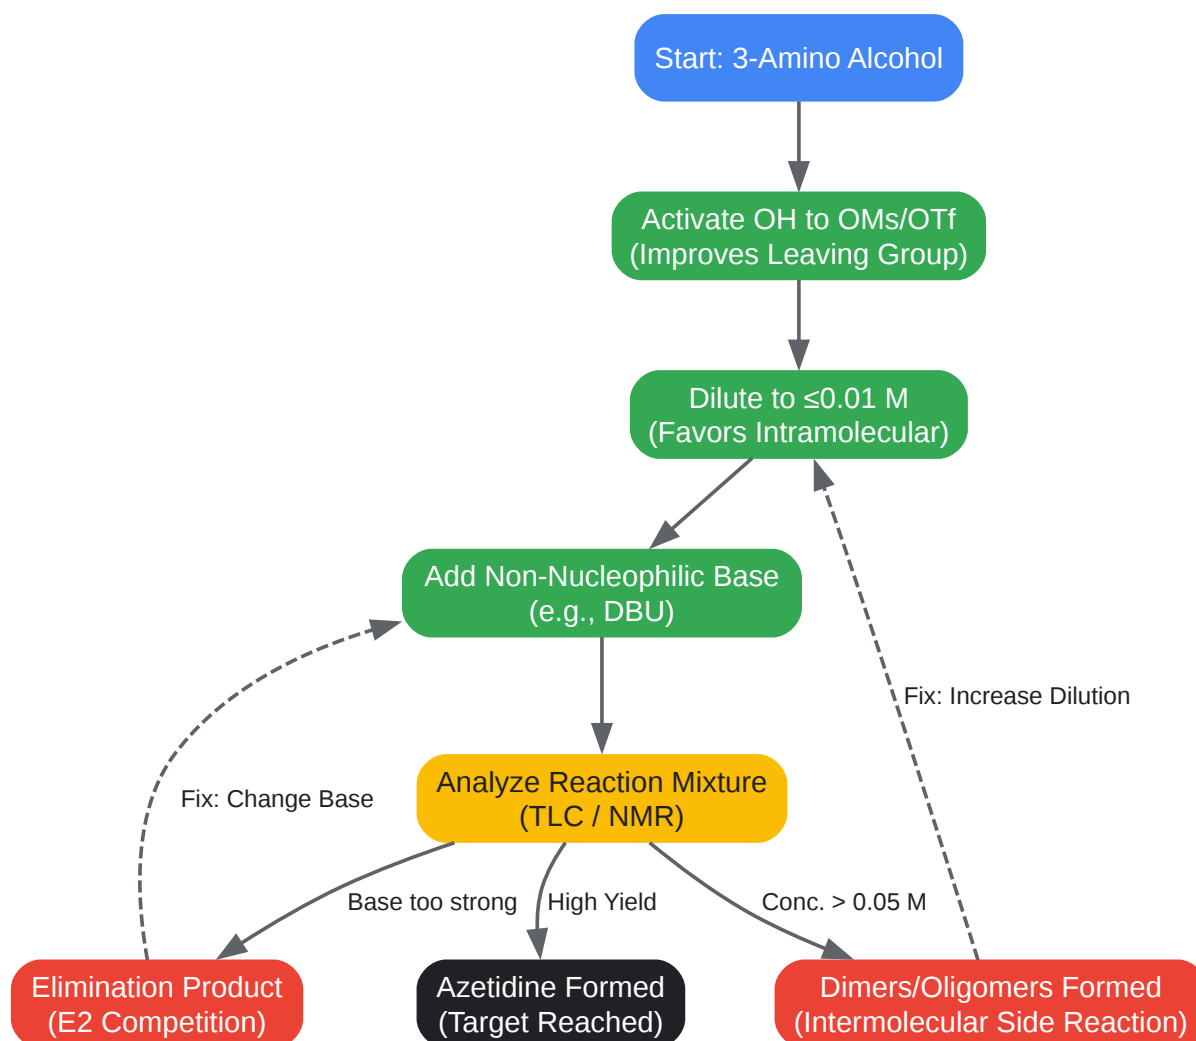 Start: 3-Amino Alcohol
Activate OH to OMs/OTf
(Improves Leaving Group)
Dilute to ≤0.01 M
(Favors Intramolecular)
Add Non-Nucleophilic Base
(e.g., DBU)
Fix: Increase Dilution
Analyze Reaction Mixture
(TLC / NMR)
Fix: Change Base
Base too strong
High Yield
Conc. > 0.05 M
Elimination Product
(E2 Competition)
Azetidine Formed
(Target Reached)
Dimers/Oligomers Formed
(Intermolecular Side Reaction)